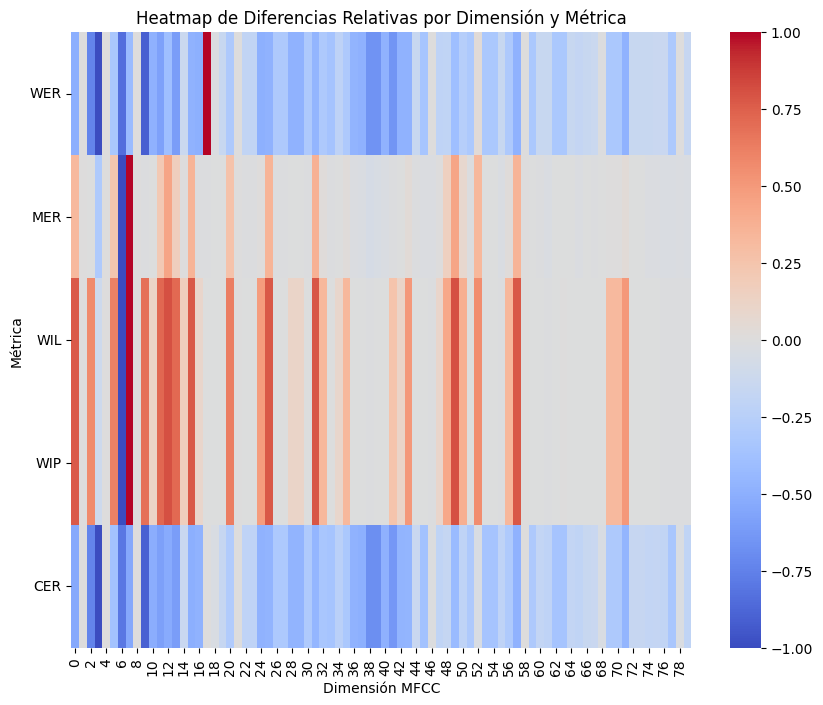 Heatmap de Diferencias Relativas por Dimensión y Métrica
WER
MER
WIL
WIP
CER
Métrica
0 2 4 6 8 10 12 14 16 18 20 22 24 26 28 30 32 34 36 38 40 42 44 46 48 50 52 54 56 58 60 62 64 66 68 70 72 74 76 78
Dimensión MFCC
1.00
0.75
0.50
0.25
0.00
−0.25
−0.50
−0.75
−1.00